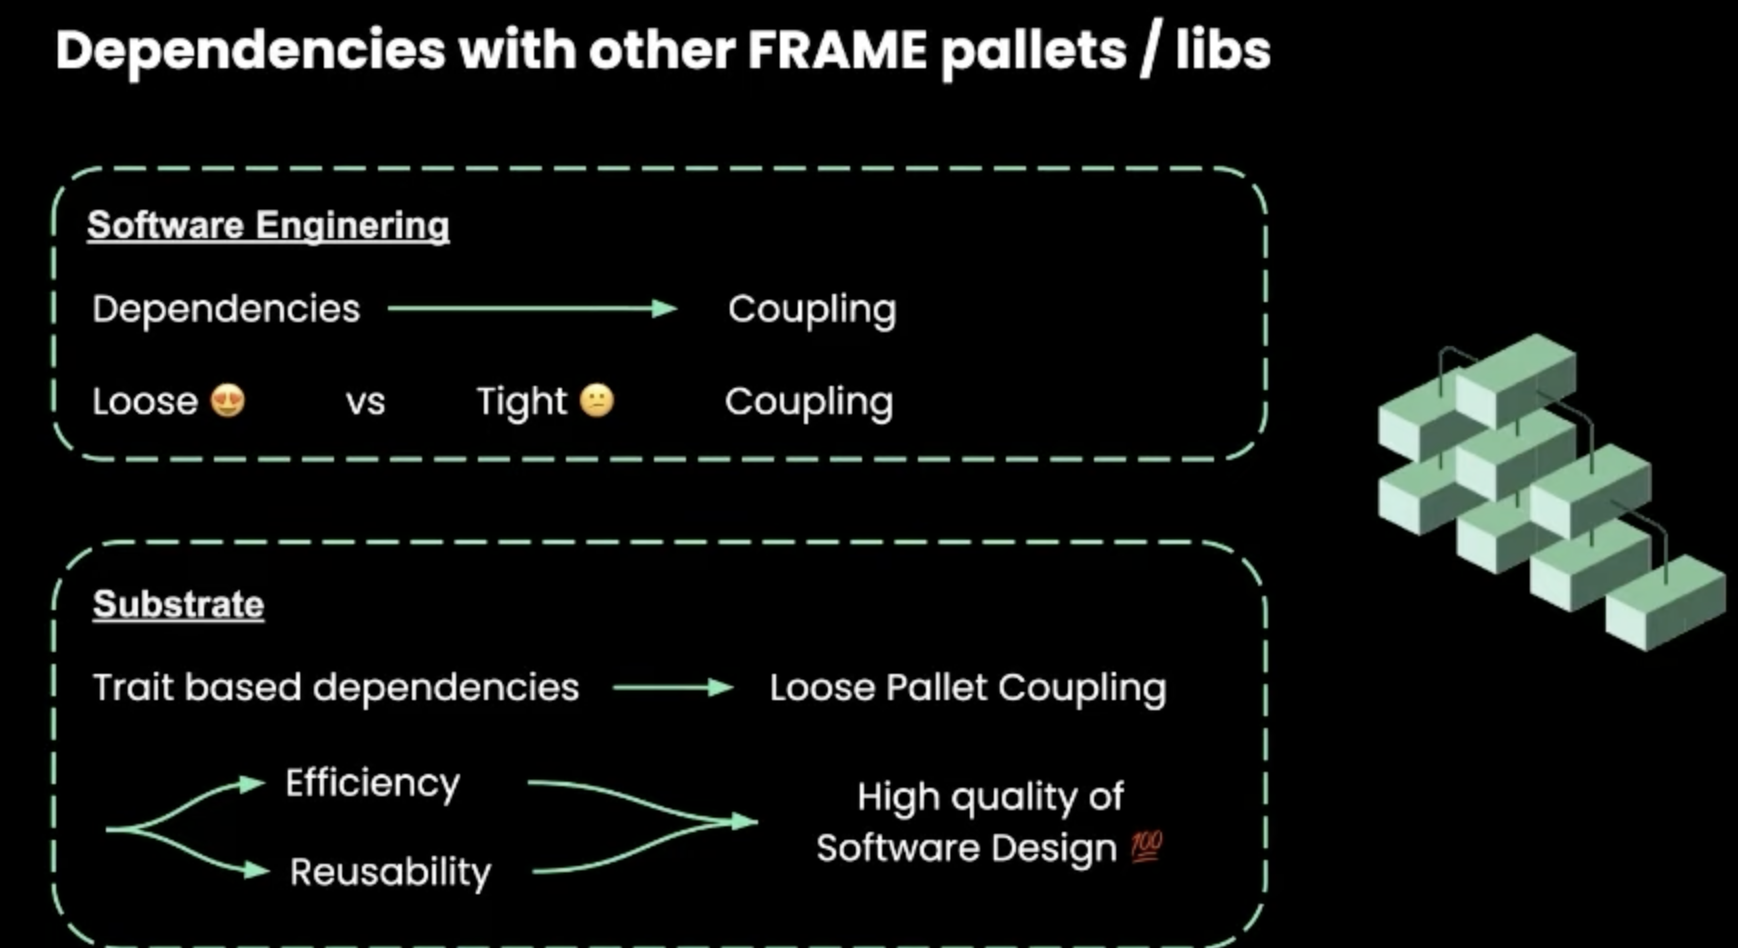 Dependencies with other FRAME pallets / libs
Software Enginering
Dependencies Coupling
Loose 😍 vs Tight 😕 Coupling
Substrate
Trait based dependencies Loose Pallet Coupling
Efficiency
Reusability
High quality of
Software Design 💯